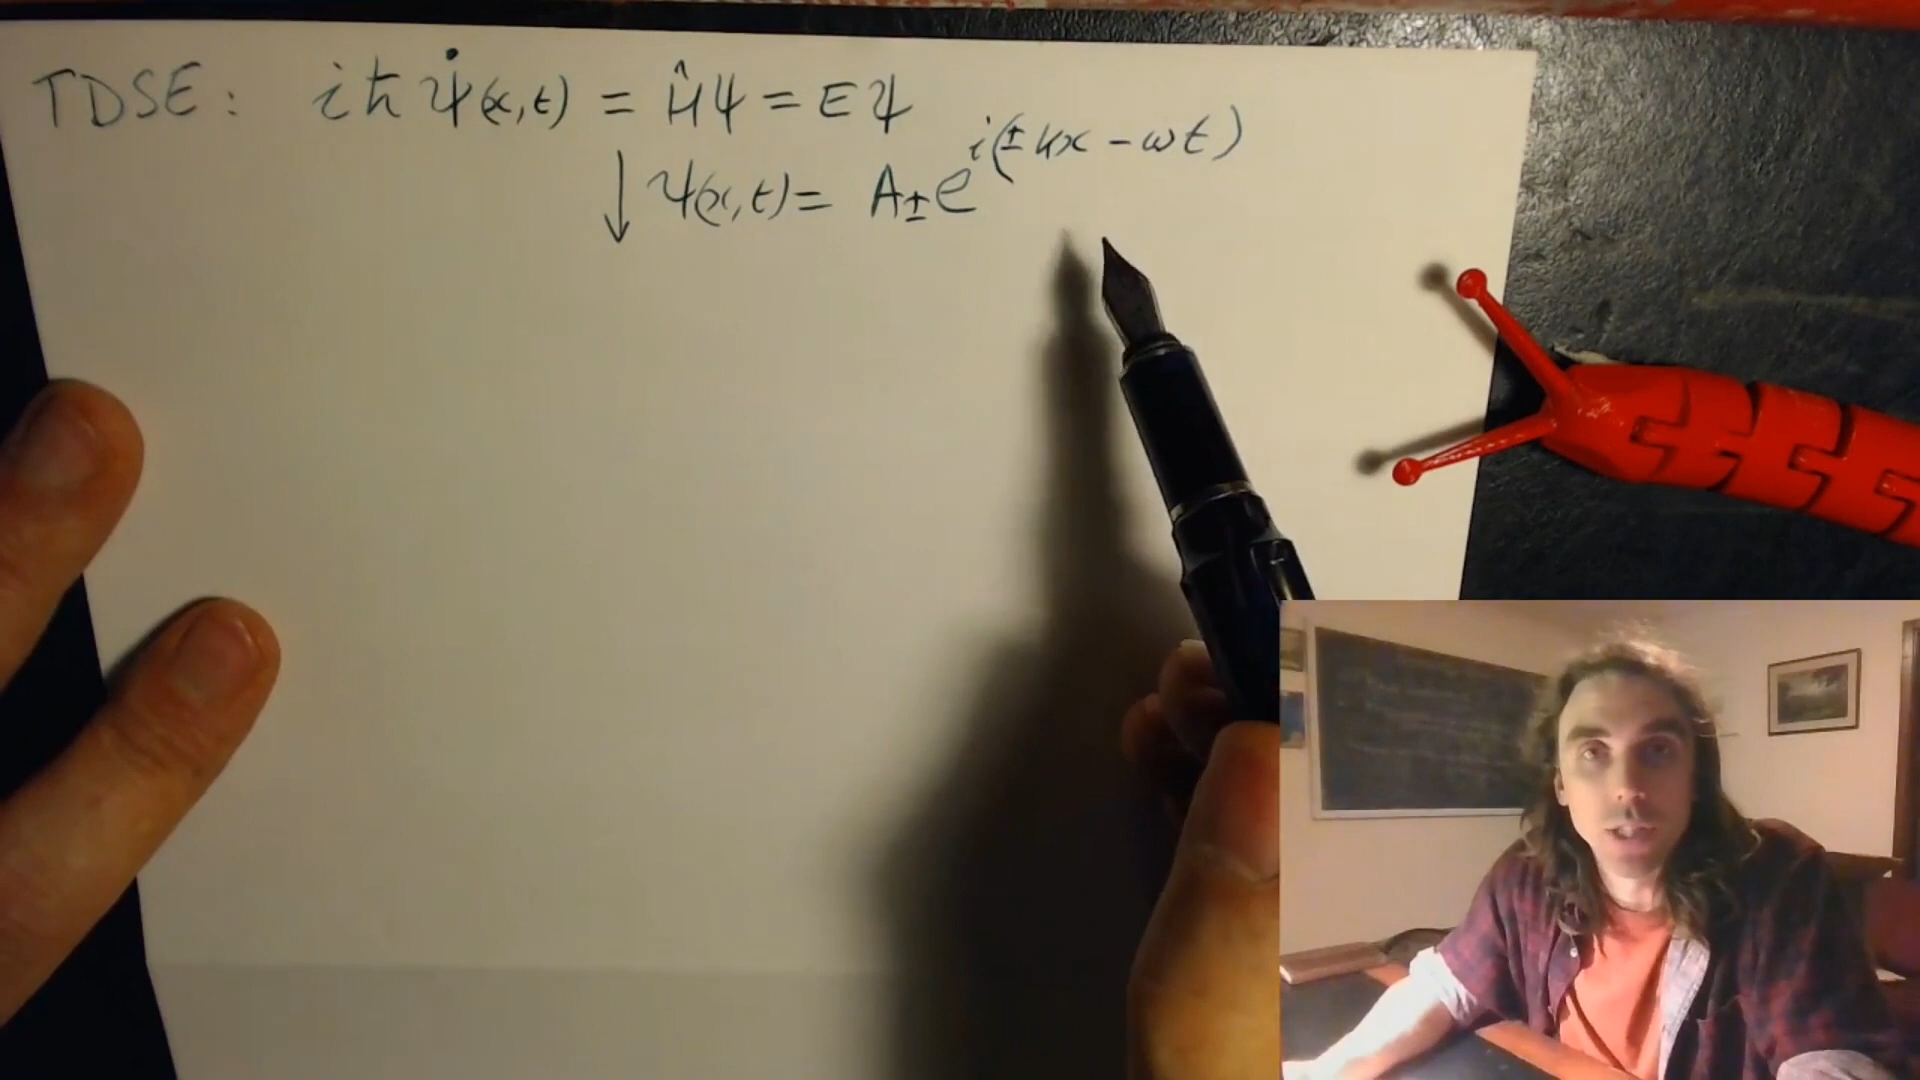 TDSE: iħψ̇(x,t) = Ĥψ = Eψ
↓ ψ(x,t) = A± e^{i(±kx - ωt)}